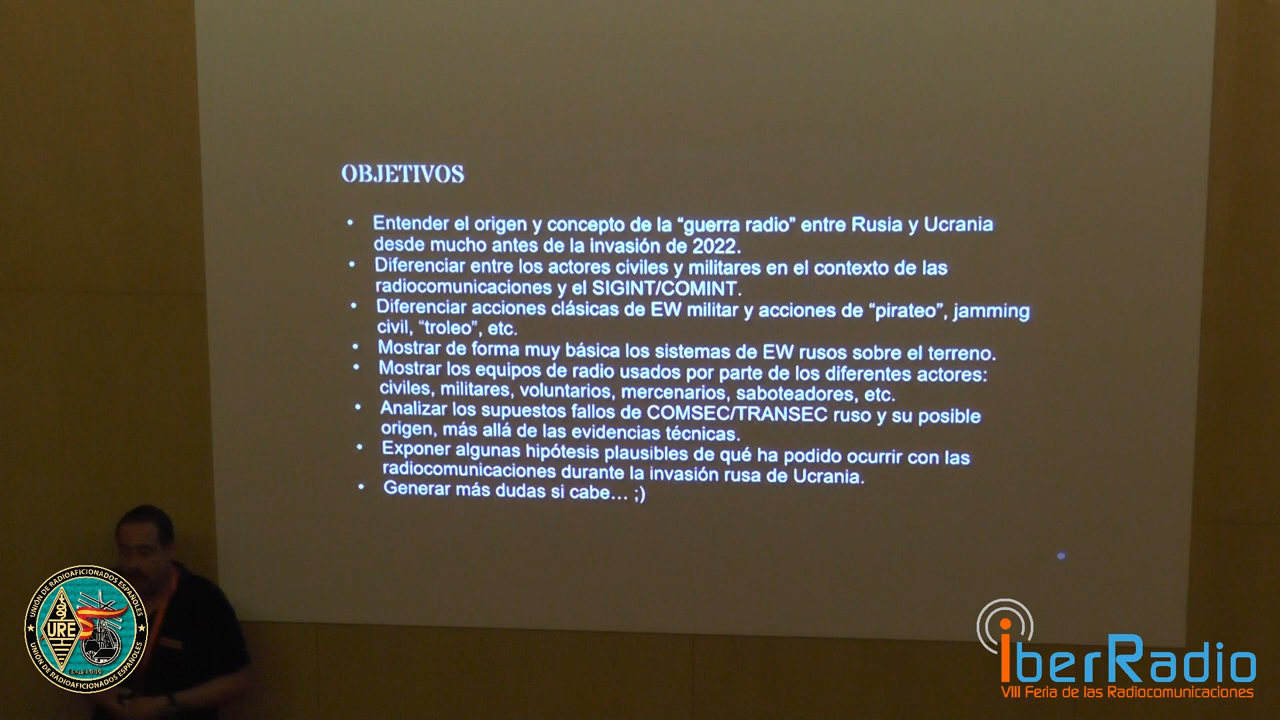 OBJETIVOS
• Entender el origen y concepto de la “guerra radio” entre Rusia y Ucrania
desde mucho antes de la invasión de 2022.
• Diferenciar entre los actores civiles y militares en el contexto de las
radiocomunicaciones y el SIGINT/COMINT.
• Diferenciar acciones clásicas de EW militar y acciones de “pirateo”, jamming
civil, “troleo”, etc.
• Mostrar de forma muy básica los sistemas de EW rusos sobre el terreno.
• Mostrar los equipos de radio usados por parte de los diferentes actores:
civiles, militares, voluntarios, mercenarios, saboteadores, etc.
• Analizar los supuestos fallos de COMSEC/TRANSEC ruso y su posible
origen, más allá de las evidencias técnicas.
• Exponer algunas hipótesis plausibles de qué ha podido ocurrir con las
radiocomunicaciones durante la invasión rusa de Ucrania.
• Generar más dudas si cabe... ;)
UNIÓN DE RADIOAFICIONADOS ESPAÑOLES
URE
UNIÓN DE RADIOAFICIONADOS ESPAÑOLES
IberRadio
VIII Feria de las Radiocomunicaciones